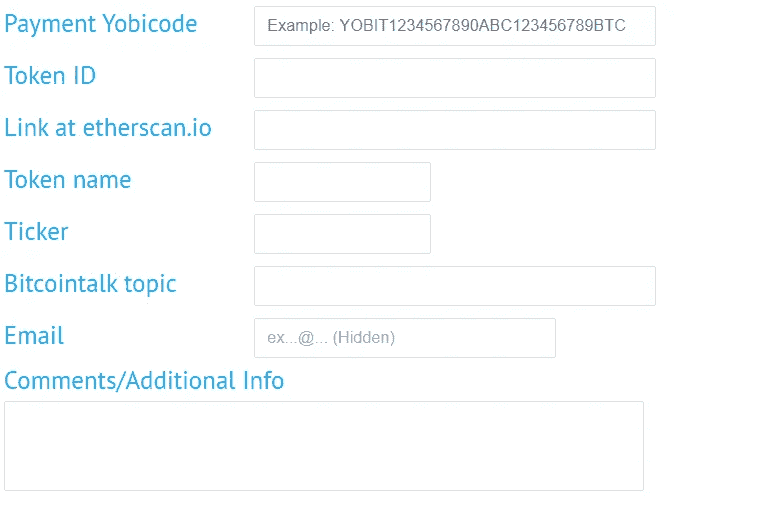 Payment Yobicode Example: YOBIT1234567890ABC123456789BTC
Token ID
Link at etherscan.io
Token name
Ticker
Bitcointalk topic
Email ex...@... (Hidden)
Comments/Additional Info